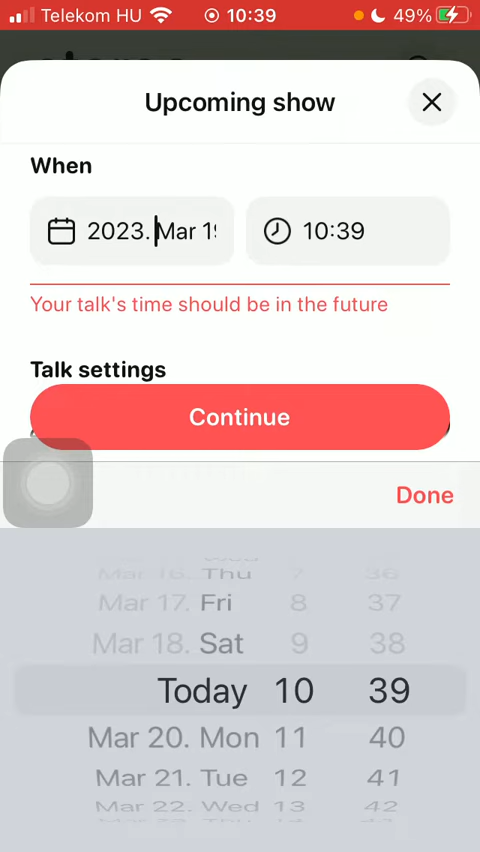 Telekom HU 10:39 49%
Upcoming show
When
2023. Mar 19 10:39
Your talk's time should be in the future
Talk settings
Continue
Done
Mar 16. Thu 7 36
Mar 17. Fri 8 37
Mar 18. Sat 9 38
Today 10 39
Mar 20. Mon 11 40
Mar 21. Tue 12 41
Mar 22. Wed 13 42